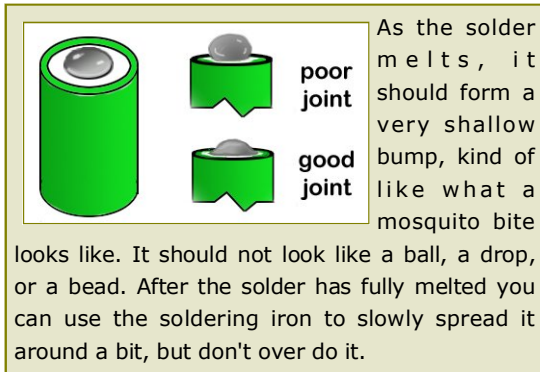 As the solder
poor
joint
good
joint
melts, it
should form a
very shallow
bump, kind of
like what a
mosquito bite
looks like. It should not look like a ball, a drop,
or a bead. After the solder has fully melted you
can use the soldering iron to slowly spread it
around a bit, but don't over do it.